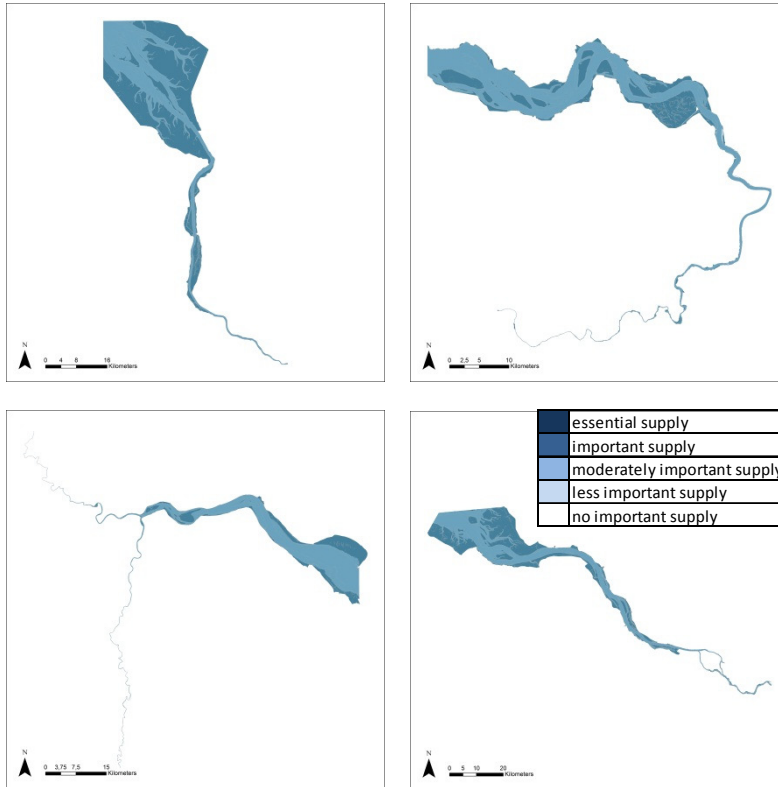 N
0 4 8 16
Kilometers
N
0 2,5 5 10
Kilometers
essential supply
important supply
moderately important supply
less important supply
no important supply
N
0 3,75 7,5 15
Kilometers
N
0 5 10 20
Kilometers